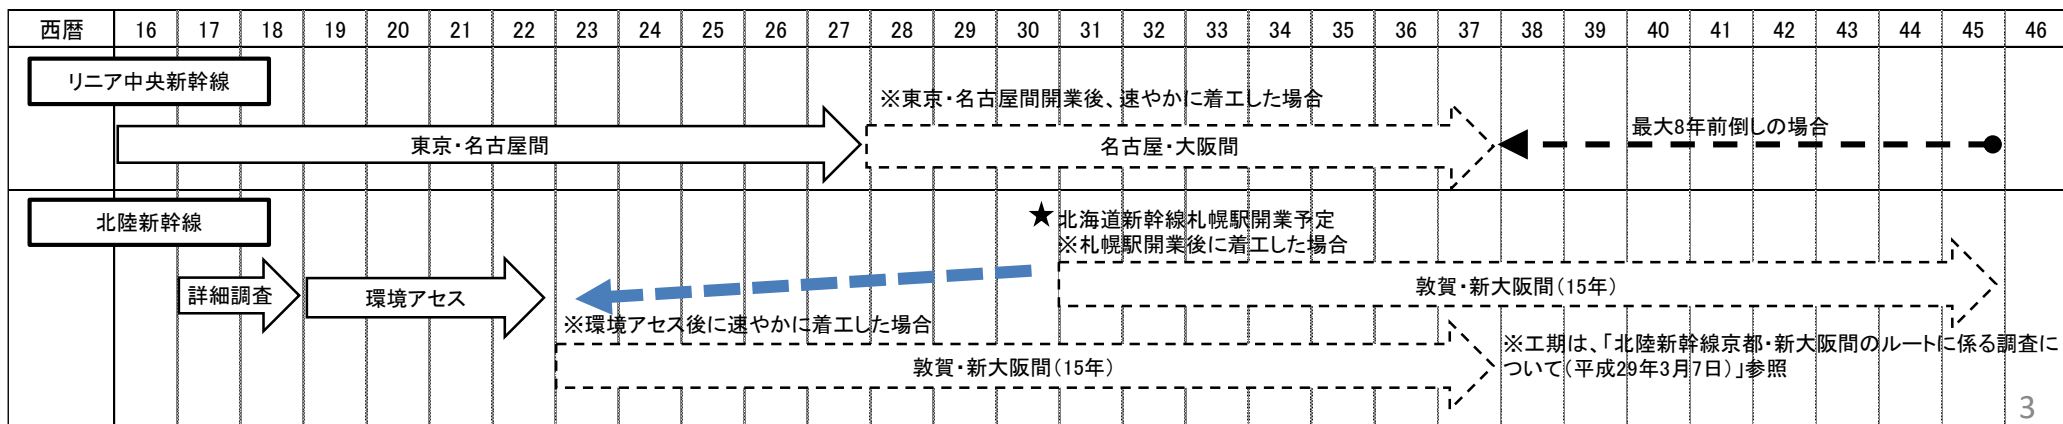 西暦 16 17 18 19 20 21 22 23 24 25 26 27 28 29 30 31 32 33 34 35 36 37 38 39 40 41 42 43 44 45 46
リニア中央新幹線
※東京・名古屋間開業後、速やかに着工した場合
東京・名古屋間
名古屋・大阪間
最大8年前倒しの場合
北陸新幹線
★北海道新幹線札幌駅開業予定
※札幌駅開業後に着工した場合
詳細調査
環境アセス
敦賀・新大阪間(15年)
※環境アセス後に速やかに着工した場合
敦賀・新大阪間(15年)
※工期は、「北陸新幹線京都・新大阪間のルートに係る調査に
ついて(平成29年3月7日)」参照
3